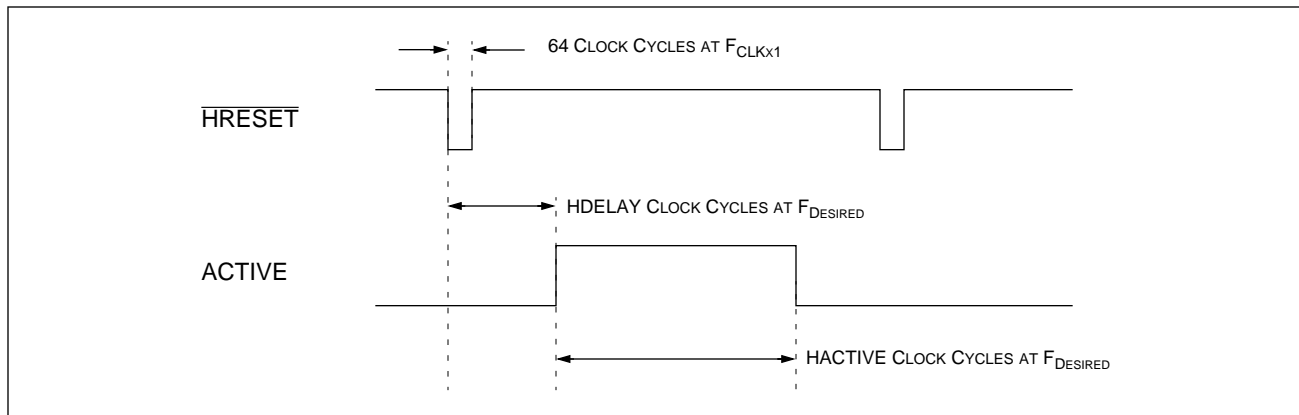 64 CLOCK CYCLES AT FCLKx1
HRESET
HDELAY CLOCK CYCLES AT FDESIRED
ACTIVE
HACTIVE CLOCK CYCLES AT FDESIRED